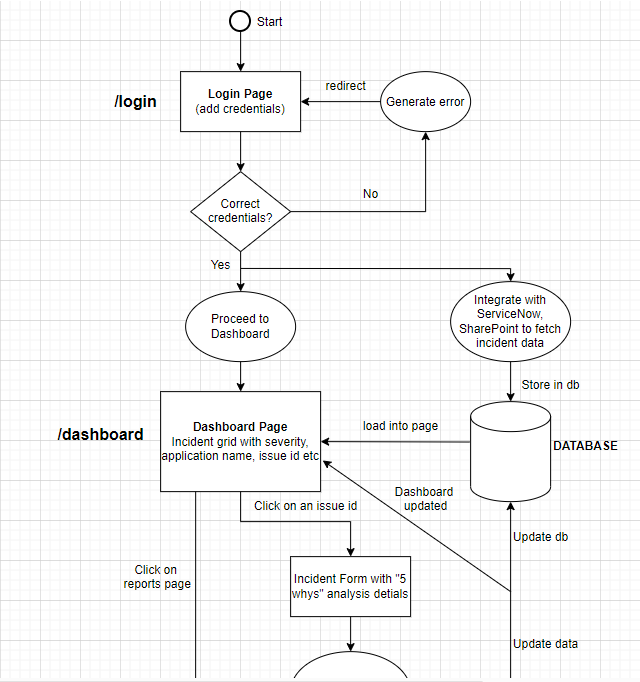 Start
/login
Login Page
(add credentials)
redirect
Generate error
Correct
credentials?
No
Yes
Proceed to
Dashboard
Integrate with
ServiceNow,
SharePoint to fetch
incident data
Store in db
/dashboard
Dashboard Page
Incident grid with severity,
application name, issue id etc
load into page
DATABASE
Dashboard
updated
Click on an issue id
Update db
Click on
reports page
Incident Form with "5
whys" analysis detials
Update data